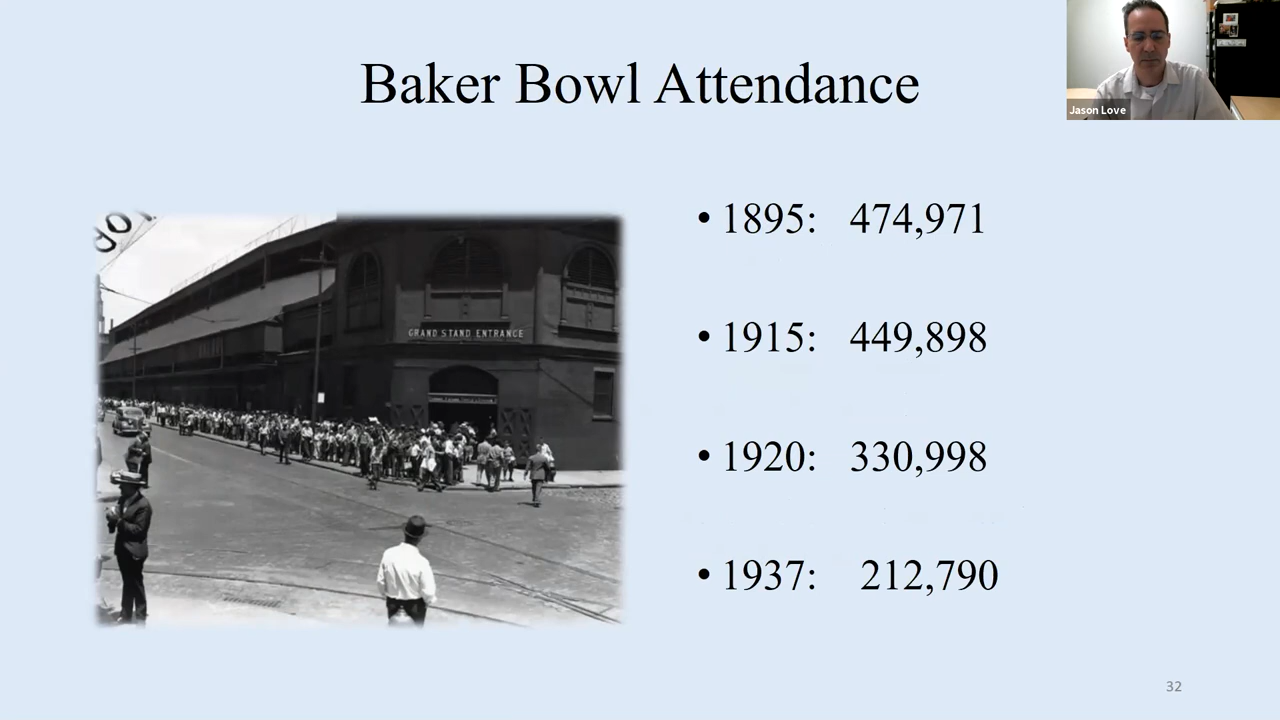 Baker Bowl Attendance
Jason Love
GRAND STAND ENTRANCE
• 1895: 474,971
• 1915: 449,898
• 1920: 330,998
• 1937: 212,790
32